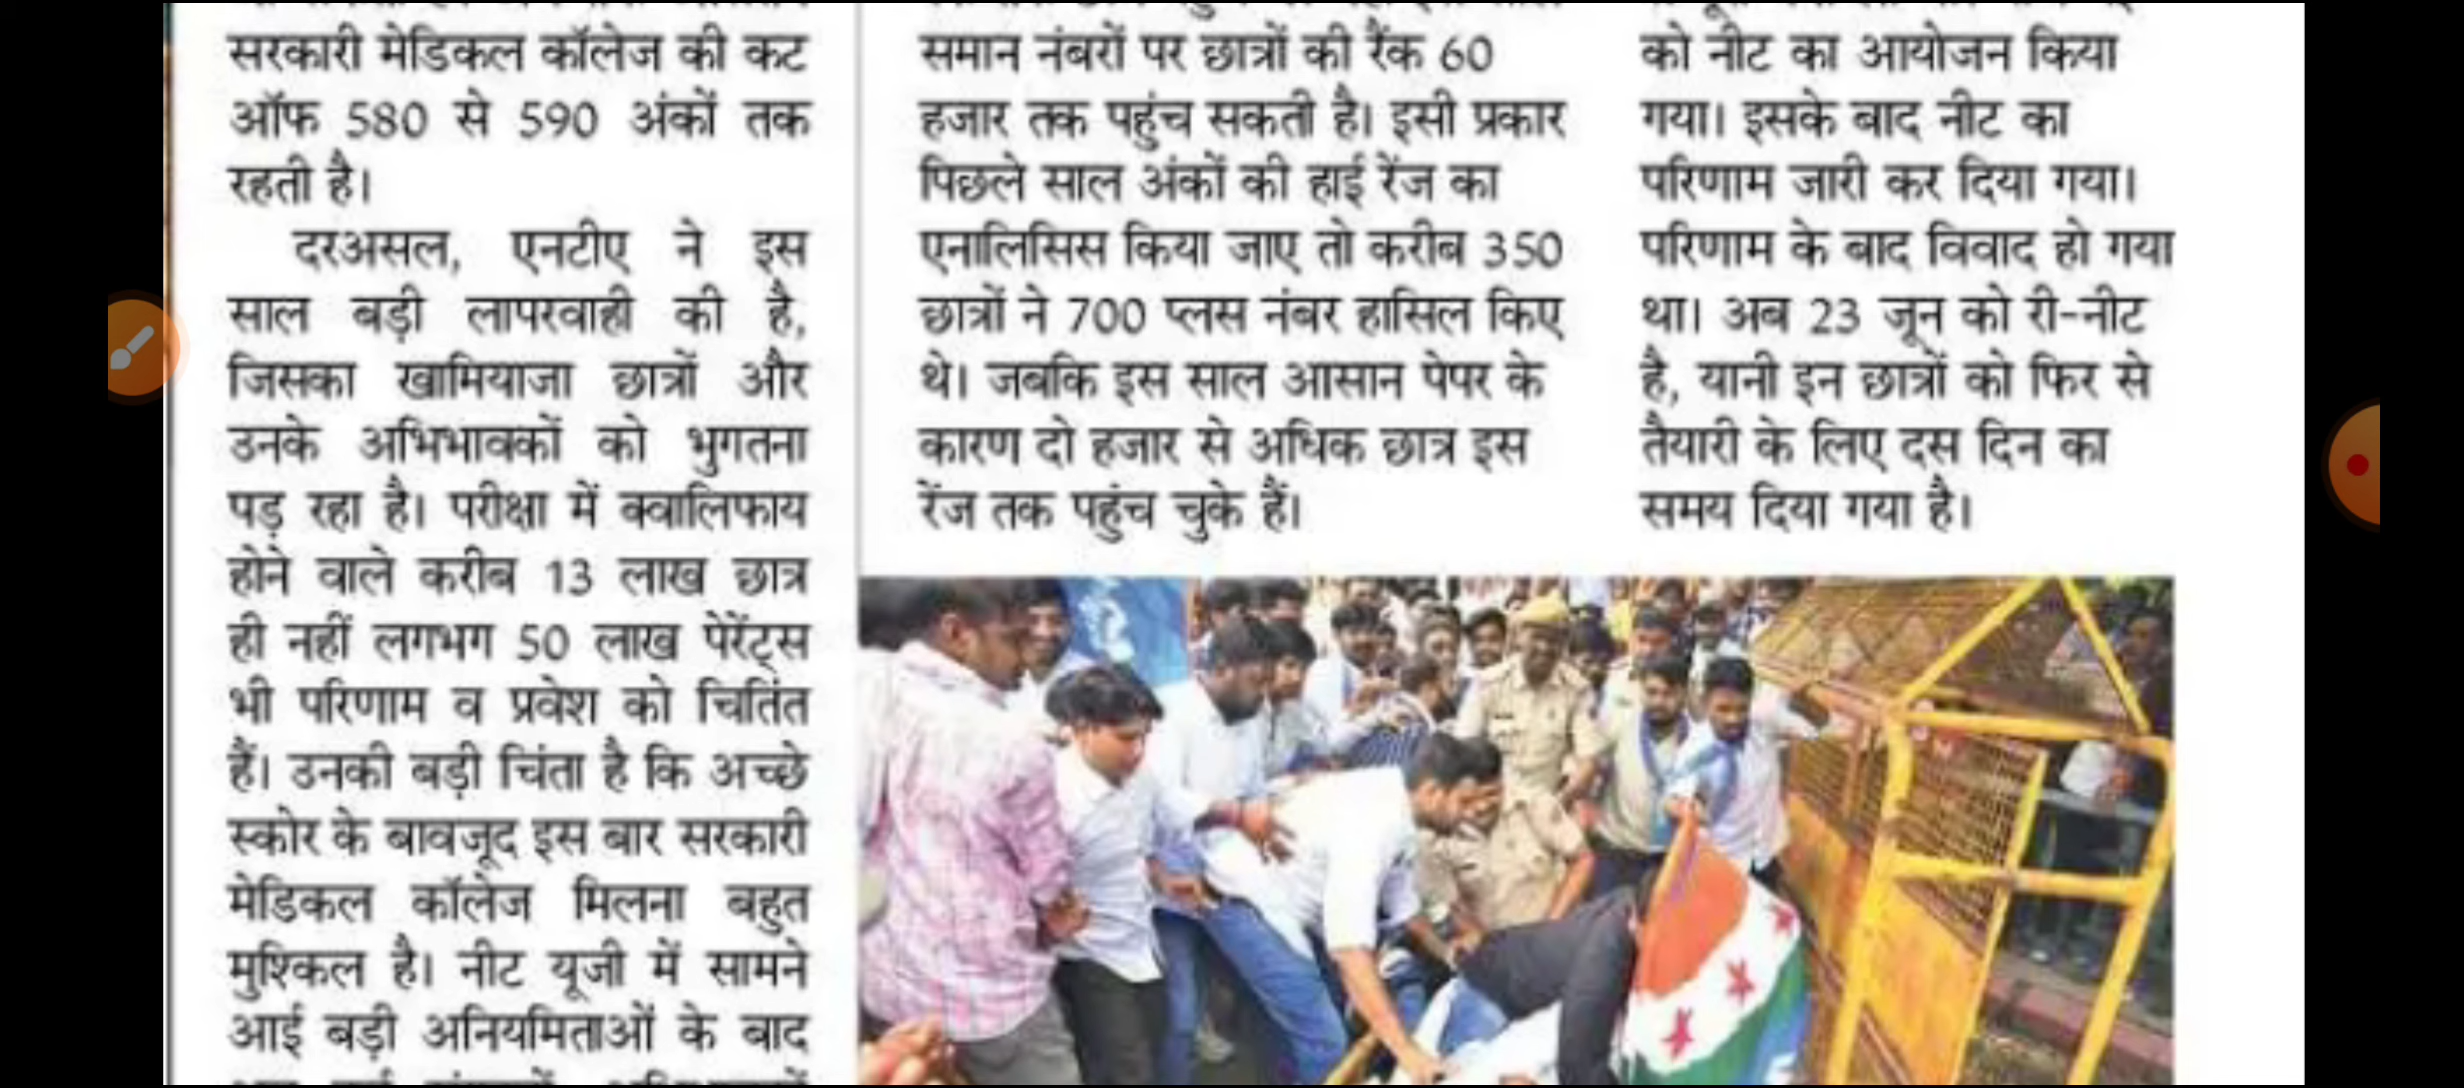 सरकारी मेडिकल कॉलेज की कट
ऑफ 580 से 590 अंकों तक
रहती है।
दरअसल, एनटीए ने इस
साल बड़ी लापरवाही की है,
जिसका खामियाजा छात्रों और
उनके अभिभावकों को भुगतना
पड़ रहा है। परीक्षा में क्वालिफाय
होने वाले करीब 13 लाख छात्र
ही नहीं लगभग 50 लाख पेरेंट्स
भी परिणाम व प्रवेश को चिंतित
हैं। उनकी बड़ी चिंता है कि अच्छे
स्कोर के बावजूद इस बार सरकारी
मेडिकल कॉलेज मिलना बहुत
मुश्किल है। नीट यूजी में सामने
आई बड़ी अनियमिताओं के बाद
समान नंबरों पर छात्रों की रैंक 60
हजार तक पहुंच सकती है। इसी प्रकार
पिछले साल अंकों की हाई रेंज का
एनालिसिस किया जाए तो करीब 350
छात्रों ने 700 प्लस नंबर हासिल किए
थे। जबकि इस साल आसान पेपर के
कारण दो हजार से अधिक छात्र इस
रेंज तक पहुंच चुके हैं।
को नीट का आयोजन किया
गया। इसके बाद नीट का
परिणाम जारी कर दिया गया।
परिणाम के बाद विवाद हो गया
था। अब 23 जून को री-नीट
है, यानी इन छात्रों को फिर से
तैयारी के लिए दस दिन का
समय दिया गया है।